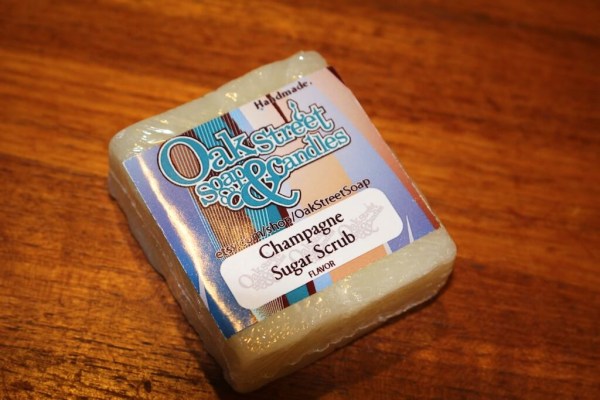 Handmade.
Oak Street
Soap
& Candles
etsy.com/shop/OakStreetSoap
Champagne
Sugar Scrub
FLAVOR